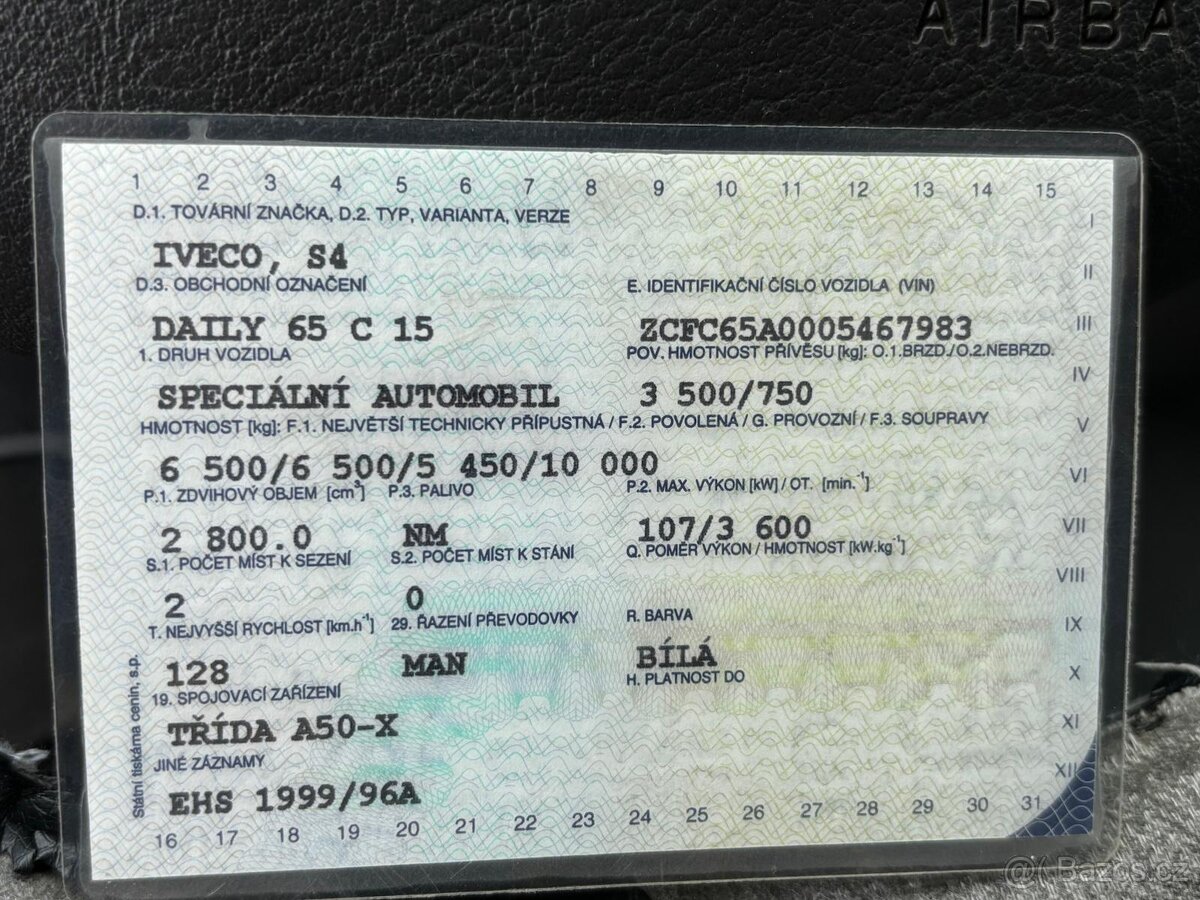 AIRBA
1 2 3 4 5 6 7 8 9 10 11 12 13 14 15
D.1. TOVÁRNÍ ZNAČKA, D.2. TYP, VARIANTA, VERZE
I
IVECO, S4
II
D.3. OBCHODNÍ OZNAČENÍ E. IDENTIFIKAČNÍ ČÍSLO VOZIDLA (VIN)
DAILY 65 C 15 ZCFC65A0005467983 III
1. DRUH VOZIDLA POV. HMOTNOST PŘÍVĚSU [kg]: O.1.BRZD./O.2.NEBRZD.
IV
SPECIÁLNÍ AUTOMOBIL 3 500/750
HMOTNOST [kg]: F.1. NEJVĚTŠÍ TECHNICKY PŘÍPUSTNÁ / F.2. POVOLENÁ / G. PROVOZNÍ / F.3. SOUPRAVY V
6 500/6 500/5 450/10 000 VI
P.1. ZDVIHOVÝ OBJEM [cm³] P.3. PALIVO P.2. MAX. VÝKON [kW] / OT. [min.⁻¹]
2 800.0 NM 107/3 600 VII
S.1. POČET MÍST K SEZENÍ S.2. POČET MÍST K STÁNÍ Q. POMĚR VÝKON / HMOTNOST [kW.kg⁻¹]
VIII
2 0
T. NEJVYŠŠÍ RYCHLOST [km.h⁻¹] 29. ŘAZENÍ PŘEVODOVKY R. BARVA IX
128 MAN BÍLÁ X
19. SPOJOVACÍ ZAŘÍZENÍ H. PLATNOST DO
TŘÍDA A50-X XI
JINÉ ZÁZNAMY XII
EHS 1999/96A
16 17 18 19 20 21 22 23 24 25 26 27 28 29 30 31
Státní tiskárna cenin, s.p.
Bazos.cz